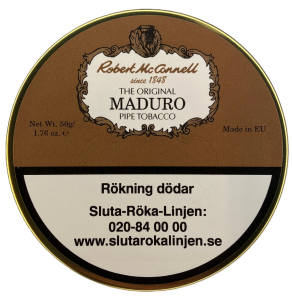 Robert McConnell
since 1848
THE ORIGINAL
MADURO
PIPE TOBACCO
Net Wt. 50g/
1.76 oz. ℮
Made in EU
Rökning dödar
Sluta-Röka-Linjen:
020-84 00 00
www.slutarokalinjen.se